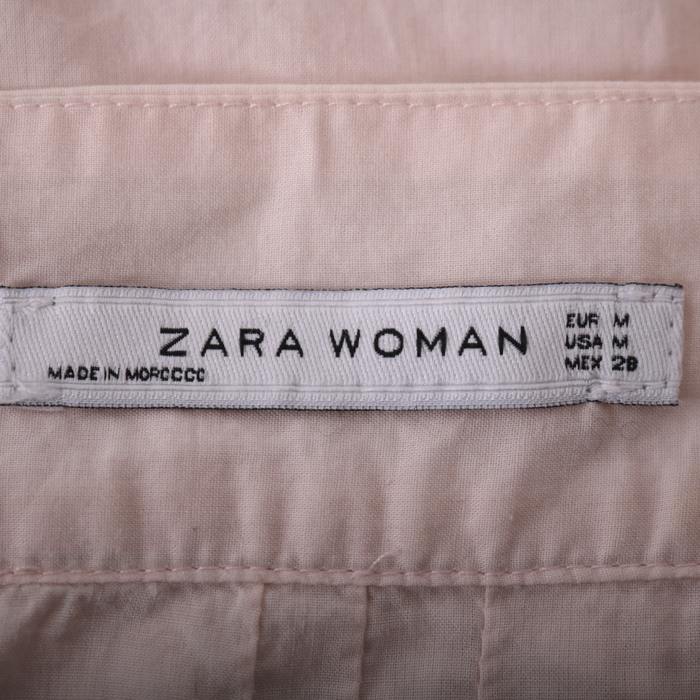 ZARA WOMAN
MADE IN MOROCCO
EUR M
USA M
MEX 28